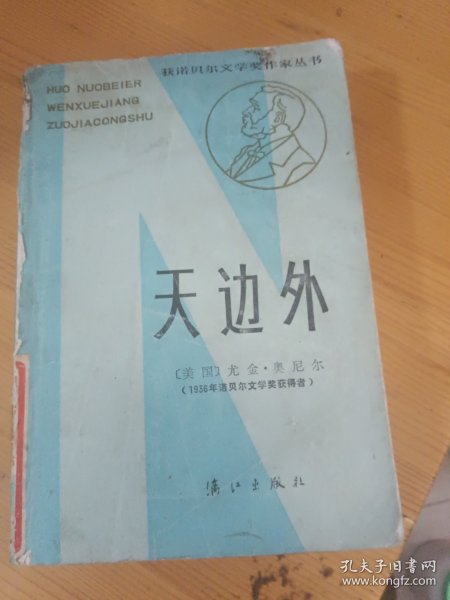 获诺贝尔文学奖作家丛书
HUO NUOBEIER
WENXUEJIANG
ZUOJIACONGSHU
天边外
〔美国〕尤金·奥尼尔
(1936年诺贝尔文学奖获得者)
漓江出版社
孔夫子旧书网
www.kongfz.com